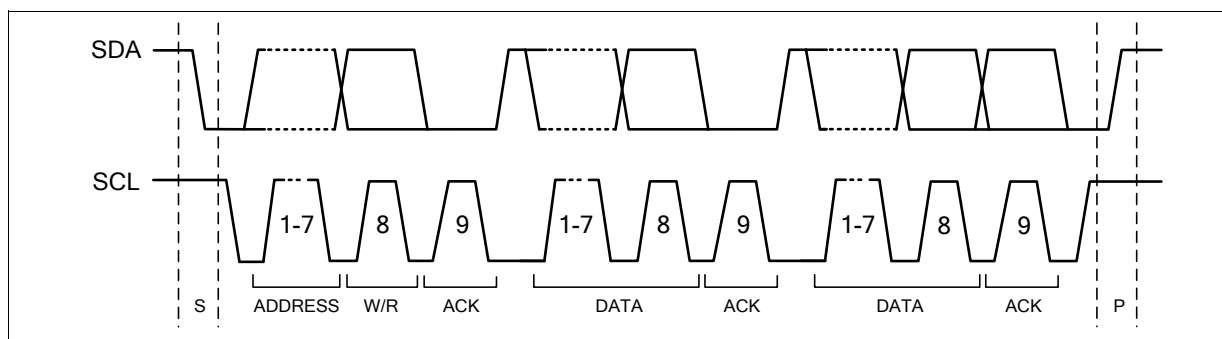 SDA
SCL
1-7 8 9 1-7 8 9 1-7 8 9
S ADDRESS W/R ACK DATA ACK DATA ACK P